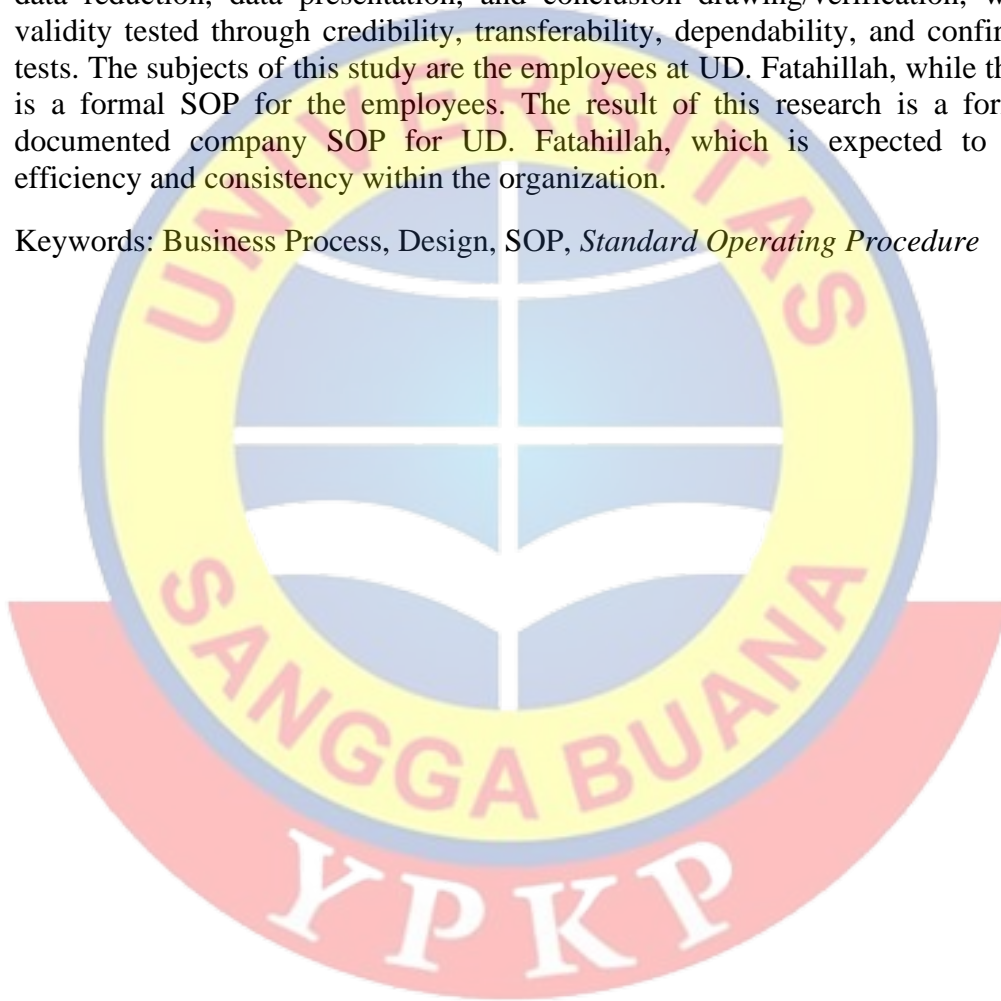 data reduction, data presentation, and conclusion drawing/verification, w
validity tested through credibility, transferability, dependability, and confir
tests. The subjects of this study are the employees at UD. Fatahillah, while th
is a formal SOP for the employees. The result of this research is a for
documented company SOP for UD. Fatahillah, which is expected to
efficiency and consistency within the organization.
Keywords: Business Process, Design, SOP, Standard Operating Procedure
UNIVERSITAS
SANGGA BUANA
YPKP